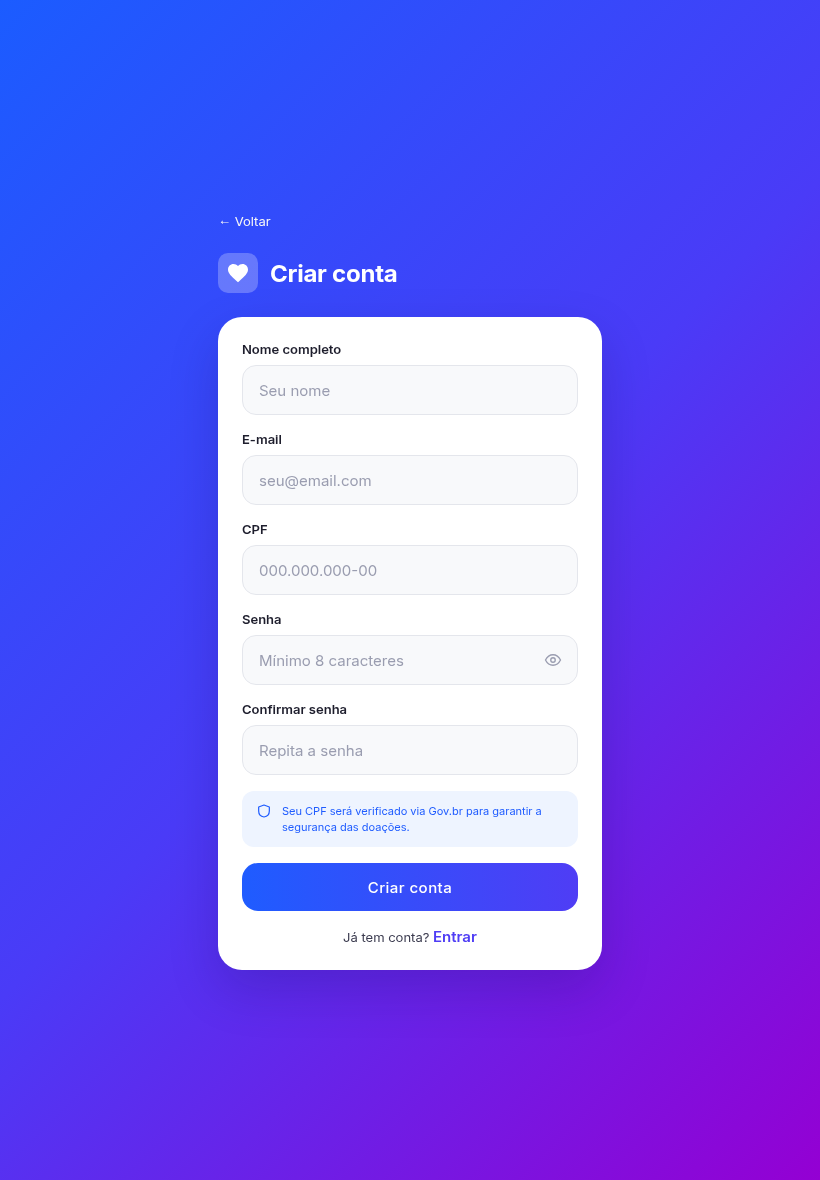 ← Voltar
Criar conta
Nome completo
Seu nome
E-mail
seu@email.com
CPF
000.000.000-00
Senha
Mínimo 8 caracteres
Confirmar senha
Repita a senha
Seu CPF será verificado via Gov.br para garantir a
segurança das doações.
Criar conta
Já tem conta? Entrar